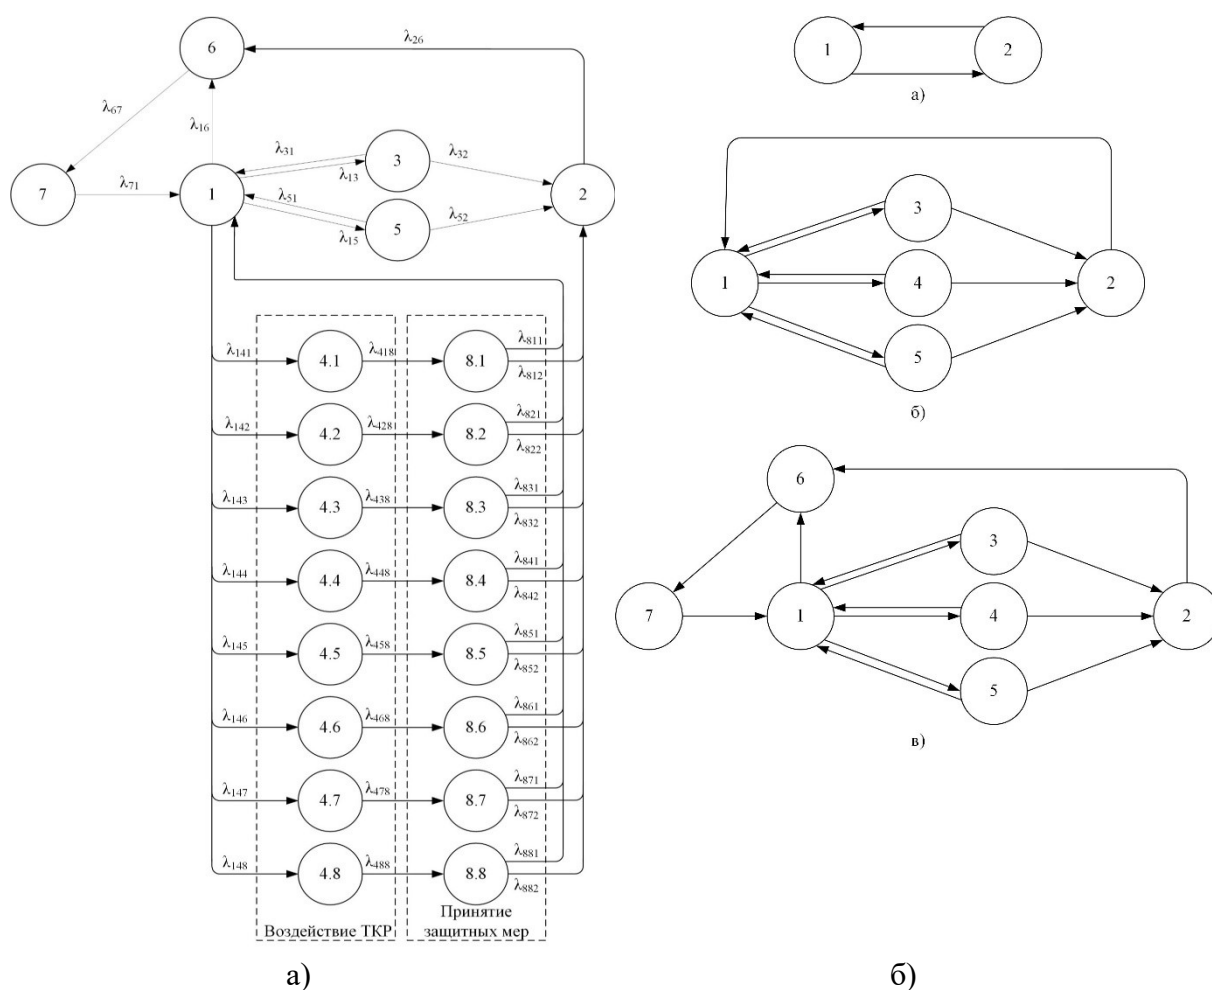 6
λ26
λ67
λ16
λ31
3
λ32
λ13
7
λ71
1
λ51
2
λ15
5
λ52
λ141
4.1
λ418
8.1
λ811
λ812
λ142
4.2
λ428
8.2
λ821
λ822
λ143
4.3
λ438
8.3
λ831
λ832
λ144
4.4
λ448
8.4
λ841
λ842
λ145
4.5
λ458
8.5
λ851
λ852
λ146
4.6
λ468
8.6
λ861
λ862
λ147
4.7
λ478
8.7
λ871
λ872
λ148
4.8
λ488
8.8
λ881
λ882
Воздействие ТКР
Принятие
защитных мер
а)
1
2
а)
3
1
4
2
5
б)
6
3
7
1
4
2
5
в)
б)